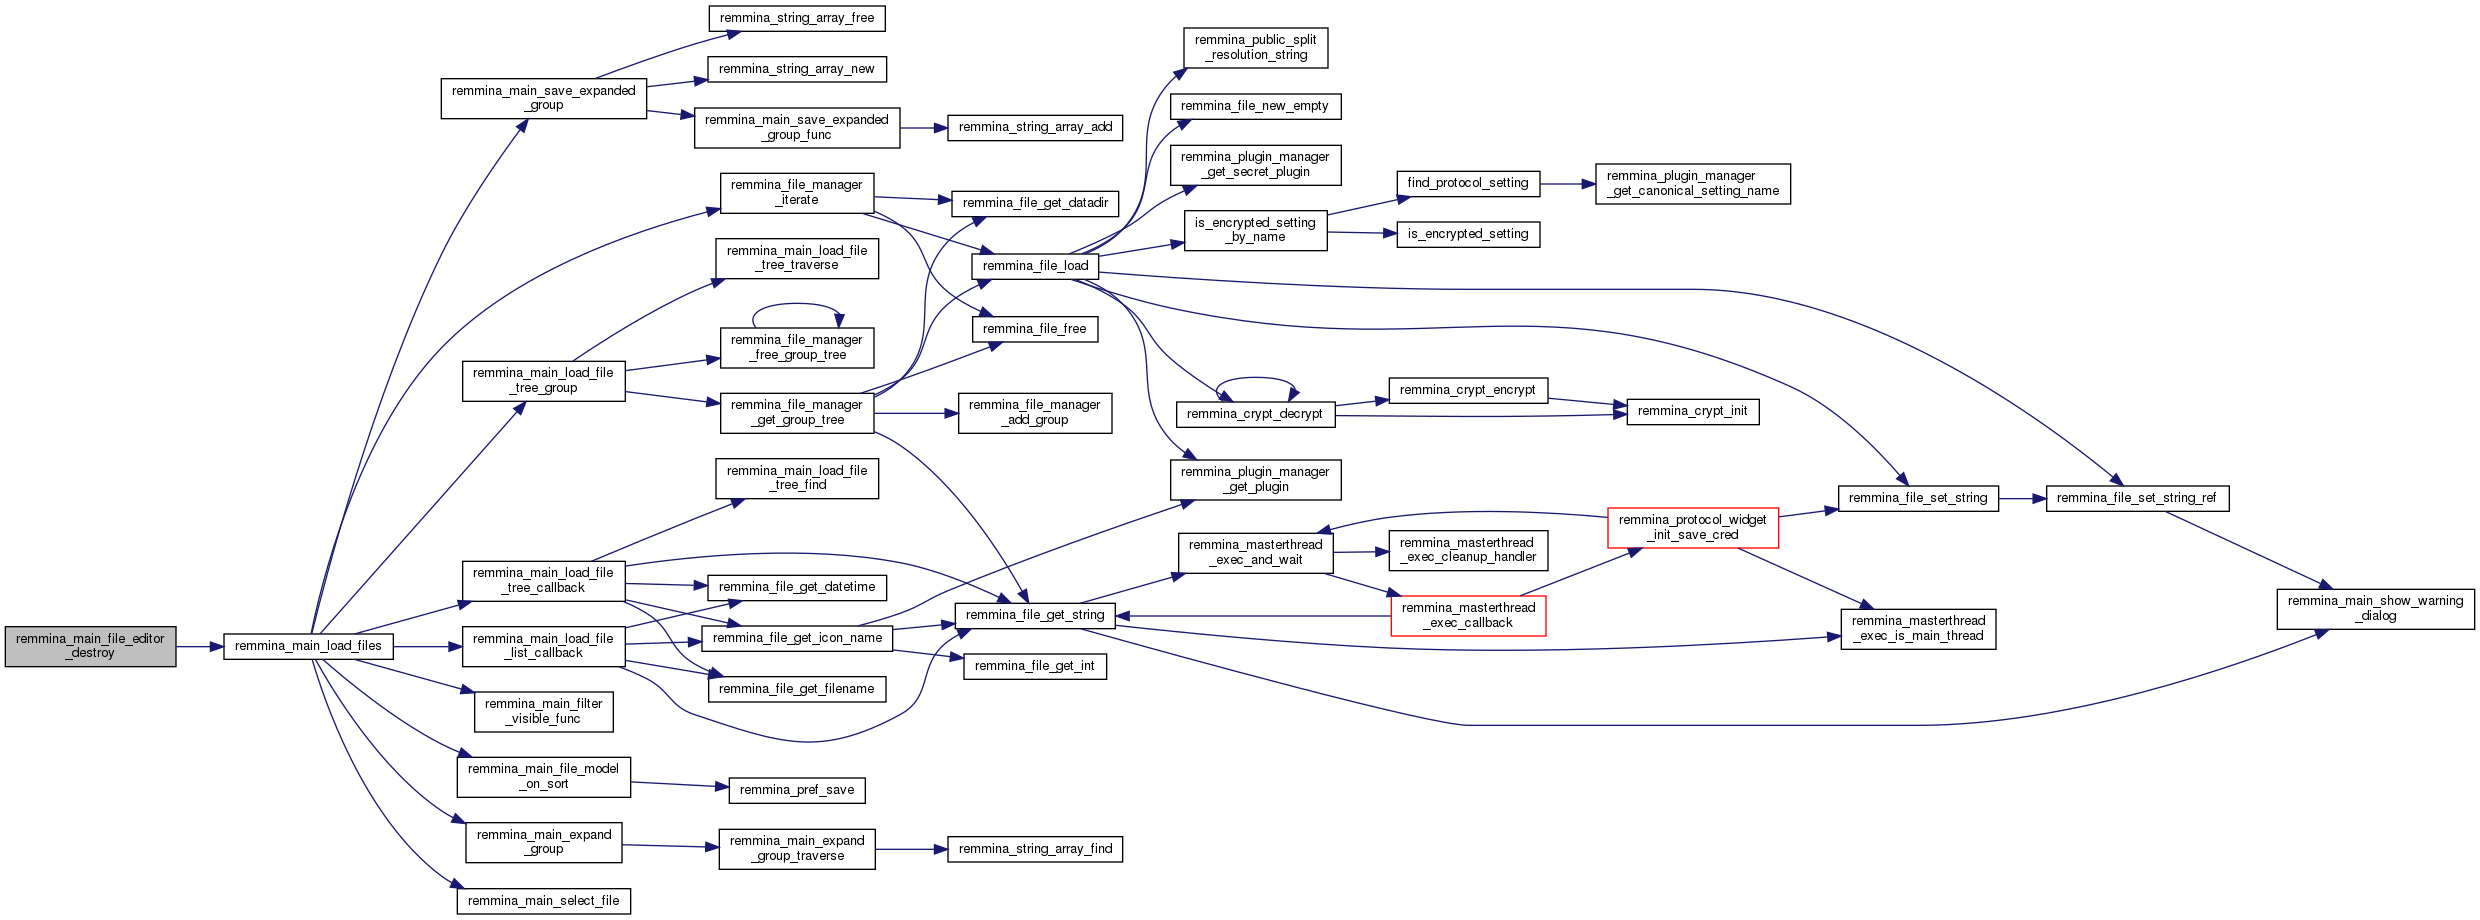 remmina_main_file_editor
_destroy
remmina_main_load_files
remmina_main_save_expanded
_group
remmina_main_load_file
_tree_group
remmina_main_load_file
_tree_callback
remmina_main_load_file
_list_callback
remmina_main_filter
_visible_func
remmina_main_file_model
_on_sort
remmina_main_expand
_group
remmina_main_select_file
remmina_string_array_free
remmina_string_array_new
remmina_main_save_expanded
_group_func
remmina_file_manager
_iterate
remmina_main_load_file
_tree_traverse
remmina_file_manager
_free_group_tree
remmina_file_manager
_get_group_tree
remmina_main_load_file
_tree_find
remmina_file_get_datetime
remmina_file_get_icon_name
remmina_file_get_filename
remmina_pref_save
remmina_main_expand
_group_traverse
remmina_string_array_add
remmina_file_get_datadir
remmina_file_load
remmina_file_free
remmina_file_manager
_add_group
remmina_file_get_string
remmina_file_get_int
remmina_string_array_find
remmina_public_split
_resolution_string
remmina_file_new_empty
remmina_plugin_manager
_get_secret_plugin
is_encrypted_setting
_by_name
remmina_crypt_decrypt
remmina_plugin_manager
_get_plugin
remmina_masterthread
_exec_and_wait
find_protocol_setting
is_encrypted_setting
remmina_crypt_encrypt
remmina_masterthread
_exec_cleanup_handler
remmina_masterthread
_exec_callback
remmina_plugin_manager
_get_canonical_setting_name
remmina_crypt_init
remmina_protocol_widget
_init_save_cred
remmina_file_set_string
remmina_masterthread
_exec_is_main_thread
remmina_file_set_string_ref
remmina_main_show_warning
_dialog